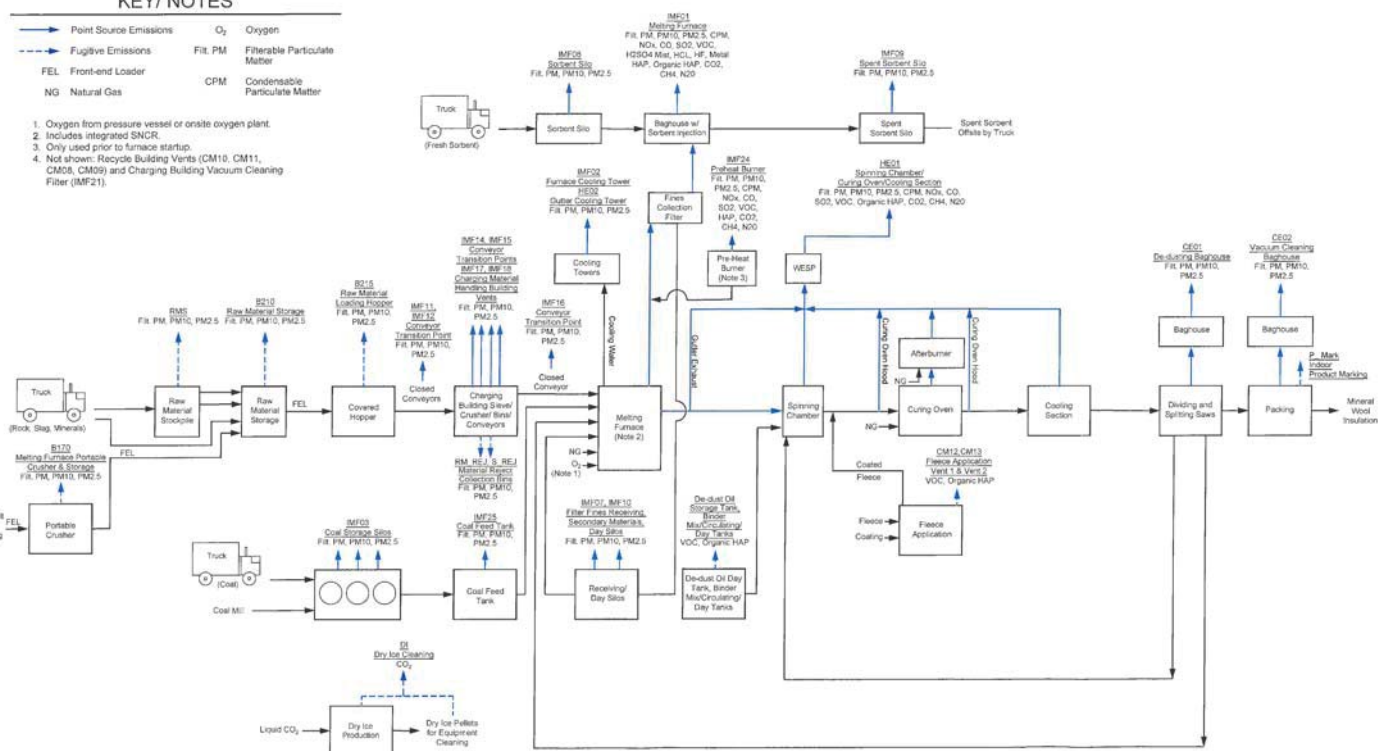 KEY/ NOTES
Point Source Emissions
O2 Oxygen
Fugitive Emissions
Filt. PM Filterable Particulate
Matter
FEL Front-end Loader
CPM Condensable
Particulate Matter
NG Natural Gas
1. Oxygen from pressure vessel or onsite oxygen plant.
2. Includes integrated SNCR.
3. Only used prior to furnace startup.
4. Not shown: Recycle Building Vents (CM10, CM11,
CM08, CM09) and Charging Building Vacuum Cleaning
Filter (IMF21).
Truck
(Fresh Sorbent)
IMF08
Sorbent Silo
Filt. PM, PM10, PM2.5
Sorbent Silo
IMF01
Melting Furnace
Filt. PM, PM10, PM2.5, CPM,
NOx, CO, SO2, VOC,
H2SO4 Mist, HCL, HF, Metal
HAP, Organic HAP, CO2,
CH4, N20
Baghouse w/
Sorbent Injection
IMF09
Spent Sorbent Silo
Filt. PM, PM10, PM2.5
Spent
Sorbent Silo
Spent Sorbent
Offsite by Truck
IMF02
Furnace Cooling Tower
HE02
Gutter Cooling Tower
Filt. PM, PM10, PM2.5
Cooling
Towers
Cooling Water
Fines
Collection
Filter
IMF24
Preheat Burner
Filt. PM, PM10,
PM2.5, CPM,
NOx, CO,
SO2, VOC,
HAP, CO2,
CH4, N20
Pre-Heat
Burner
(Note 3)
HE01
Spinning Chamber/
Curing Oven/Cooling Section
Filt. PM, PM10, PM2.5, CPM, NOx, CO,
SO2, VOC, Organic HAP, CO2, CH4, N20
WESP
CE01
De-dusting Baghouse
Filt. PM, PM10,
PM2.5
Baghouse
CE02
Vacuum Cleaning
Baghouse
Filt. PM, PM10,
PM2.5
Baghouse
P_Mark
Indoor
Product Marking
RMS
Filt. PM, PM10, PM2.5
B210
Raw Material Storage
Filt. PM, PM10, PM2.5
B215
Raw Material
Loading Hopper
Filt. PM, PM10,
PM2.5
IMF11,
IMF12
Conveyor
Transition Point
Filt. PM, PM10,
PM2.5
Closed
Conveyors
IMF14, IMF15
Conveyor
Transition Points
IMF17, IMF18
Charging Material
Handling Building
Vents
Filt. PM, PM10,
PM2.5
IMF16
Conveyor
Transition Point
Filt. PM, PM10,
PM2.5
Closed
Conveyor
Truck
(Rock, Slag, Minerals)
Raw
Material
Stockpile
Raw
Material
Storage
FEL
Covered
Hopper
Charging
Building Sieve/
Crusher/ Bins/
Conveyors
Melting
Furnace
(Note 2)
NG
O2
(Note 1)
Gutter Exhaust
Spinning
Chamber
Curing Oven Hood
Afterburner
NG
Curing Oven Hood
Curing Oven
NG
Cooling
Section
Dividing and
Splitting Saws
Packing
Mineral
Wool
Insulation
B170
Melting Furnace Portable
Crusher & Storage
Filt. PM, PM10, PM2.5
FEL
FEL
Portable
Crusher
RM_REJ, S_REJ
Material Reject
Collection Bins
Filt. PM, PM10,
PM2.5
IMF03
Coal Storage Silos
Filt. PM, PM10, PM2.5
Truck
(Coal)
Coal Mill
IMF25
Coal Feed Tank
Filt. PM, PM10,
PM2.5
Coal Feed
Tank
IMF07, IMF10
Filter Fines Receiving,
Secondary Materials,
Day Silos
Filt. PM, PM10, PM2.5
Receiving/
Day Silos
De-dust Oil
Storage Tank,
Binder
Mix/Circulating/
Day Tanks
VOC, Organic HAP
De-dust Oil Day
Tank, Binder
Mix/Circulating/
Day Tanks
Coated
Fleece
CM12, CM13
Fleece Application
Vent 1 & Vent 2
VOC, Organic HAP
Fleece
Coating
Fleece
Application
DI
Dry Ice Cleaning
CO2
Liquid CO2
Dry Ice
Production
Dry Ice Pellets
for Equipment
Cleaning